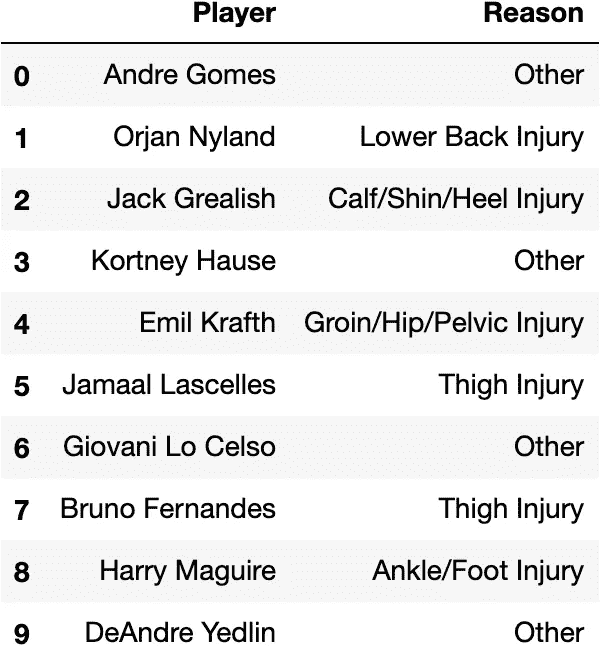 Player Reason
0 Andre Gomes Other
1 Orjan Nyland Lower Back Injury
2 Jack Grealish Calf/Shin/Heel Injury
3 Kortney Hause Other
4 Emil Krafth Groin/Hip/Pelvic Injury
5 Jamaal Lascelles Thigh Injury
6 Giovani Lo Celso Other
7 Bruno Fernandes Thigh Injury
8 Harry Maguire Ankle/Foot Injury
9 DeAndre Yedlin Other